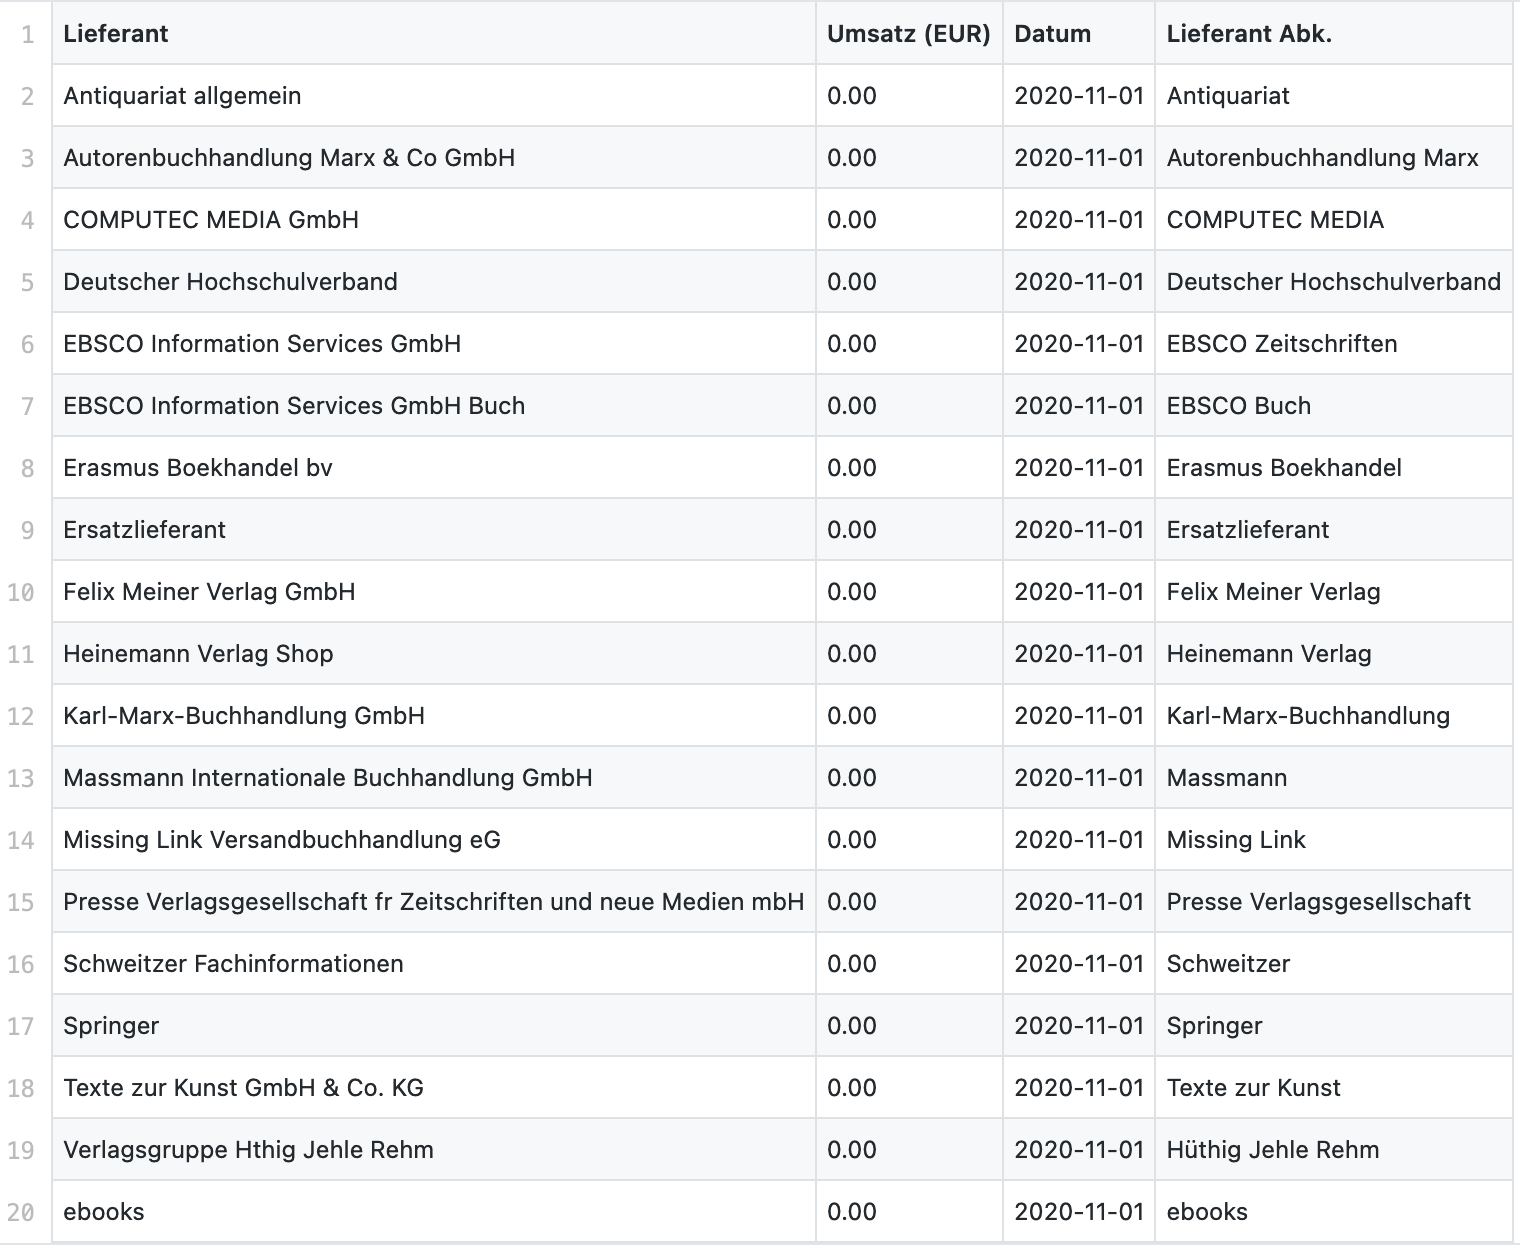 1 Lieferant Umsatz (EUR) Datum Lieferant Abk.
2 Antiquariat allgemein 0.00 2020-11-01 Antiquariat
3 Autorenbuchhandlung Marx & Co GmbH 0.00 2020-11-01 Autorenbuchhandlung Marx
4 COMPUTEC MEDIA GmbH 0.00 2020-11-01 COMPUTEC MEDIA
5 Deutscher Hochschulverband 0.00 2020-11-01 Deutscher Hochschulverband
6 EBSCO Information Services GmbH 0.00 2020-11-01 EBSCO Zeitschriften
7 EBSCO Information Services GmbH Buch 0.00 2020-11-01 EBSCO Buch
8 Erasmus Boekhandel bv 0.00 2020-11-01 Erasmus Boekhandel
9 Ersatzlieferant 0.00 2020-11-01 Ersatzlieferant
10 Felix Meiner Verlag GmbH 0.00 2020-11-01 Felix Meiner Verlag
11 Heinemann Verlag Shop 0.00 2020-11-01 Heinemann Verlag
12 Karl-Marx-Buchhandlung GmbH 0.00 2020-11-01 Karl-Marx-Buchhandlung
13 Massmann Internationale Buchhandlung GmbH 0.00 2020-11-01 Massmann
14 Missing Link Versandbuchhandlung eG 0.00 2020-11-01 Missing Link
15 Presse Verlagsgesellschaft fr Zeitschriften und neue Medien mbH 0.00 2020-11-01 Presse Verlagsgesellschaft
16 Schweitzer Fachinformationen 0.00 2020-11-01 Schweitzer
17 Springer 0.00 2020-11-01 Springer
18 Texte zur Kunst GmbH & Co. KG 0.00 2020-11-01 Texte zur Kunst
19 Verlagsgruppe Hthig Jehle Rehm 0.00 2020-11-01 Hüthig Jehle Rehm
20 ebooks 0.00 2020-11-01 ebooks